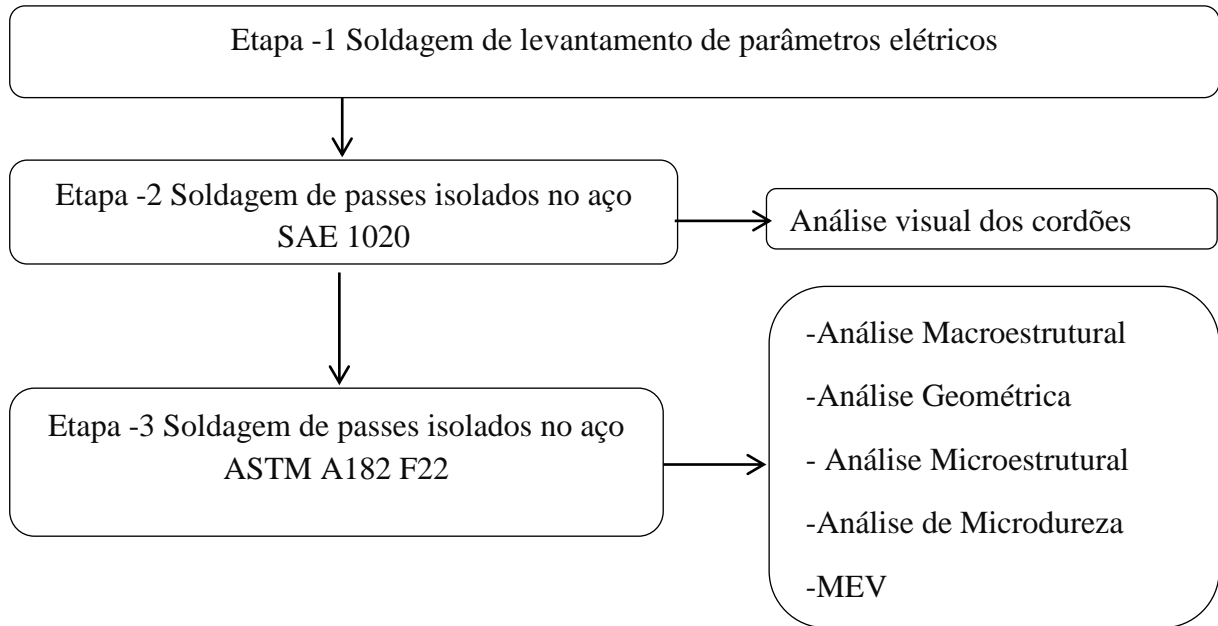 Etapa -1 Soldagem de levantamento de parâmetros elétricos
Etapa -2 Soldagem de passes isolados no aço
SAE 1020
Análise visual dos cordões
Etapa -3 Soldagem de passes isolados no aço
ASTM A182 F22
-Análise Macroestrutural
-Análise Geométrica
- Análise Microestrutural
-Análise de Microdureza
-MEV